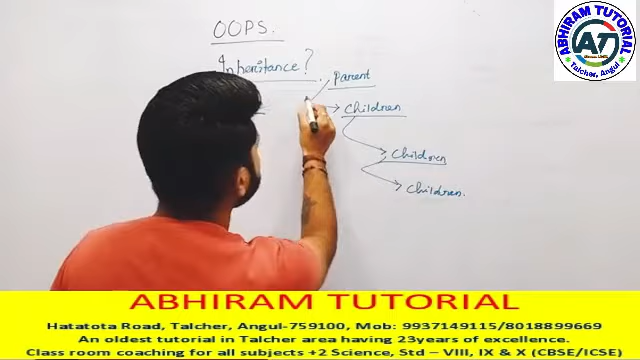 OOPS.
Inheritance?
Parent
Children
Children
Children.
ABHIRAM TUTORIAL
AT
Talcher, Angul
ABHIRAM TUTORIAL
Hatatota Road, Talcher, Angul-759100, Mob: 9937149115/8018899669
An oldest tutorial in Talcher area having 23years of excellence.
Class room coaching for all subjects +2 Science, Std – VIII, IX & X (CBSE/ICSE)